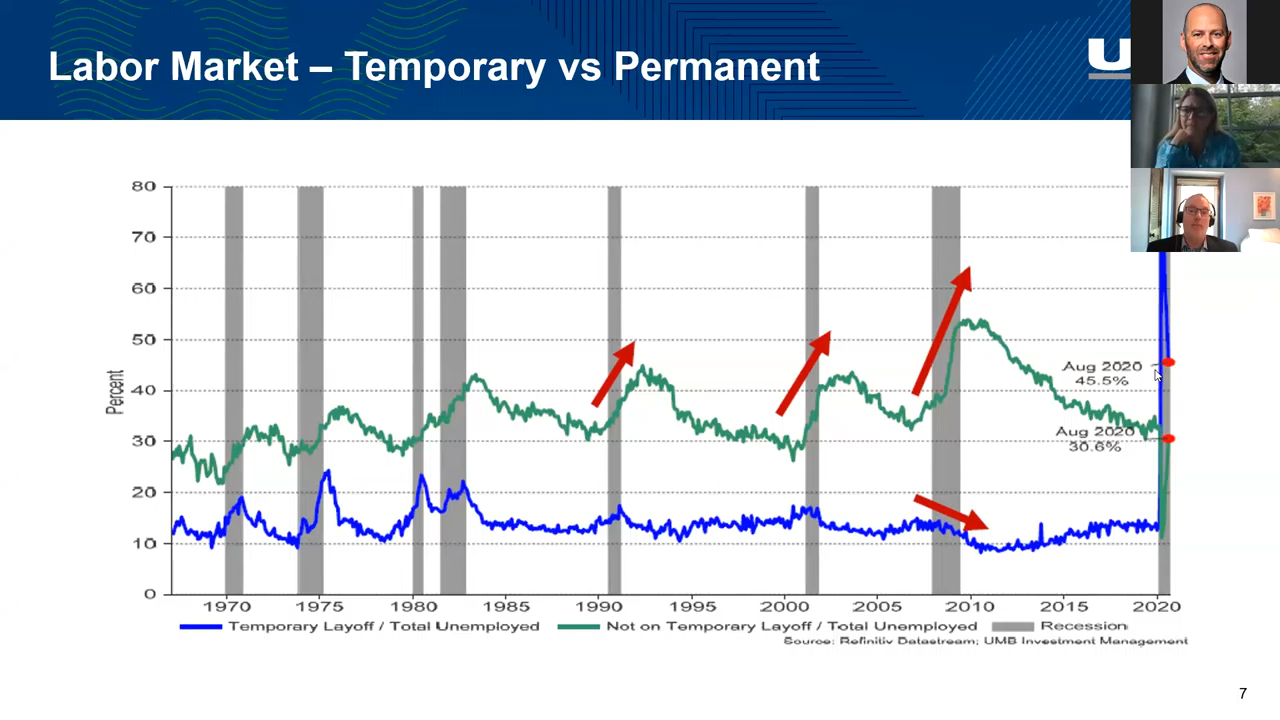 Labor Market – Temporary vs Permanent
U
80
70
60
50
40
30
20
10
0
Percent
Aug 2020
45.5%
Aug 2020
30.6%
1970 1975 1980 1985 1990 1995 2000 2005 2010 2015 2020
Temporary Layoff / Total Unemployed Not on Temporary Layoff / Total Unemployed Recession
Source: Refinitiv Datastream; UMB Investment Management
7